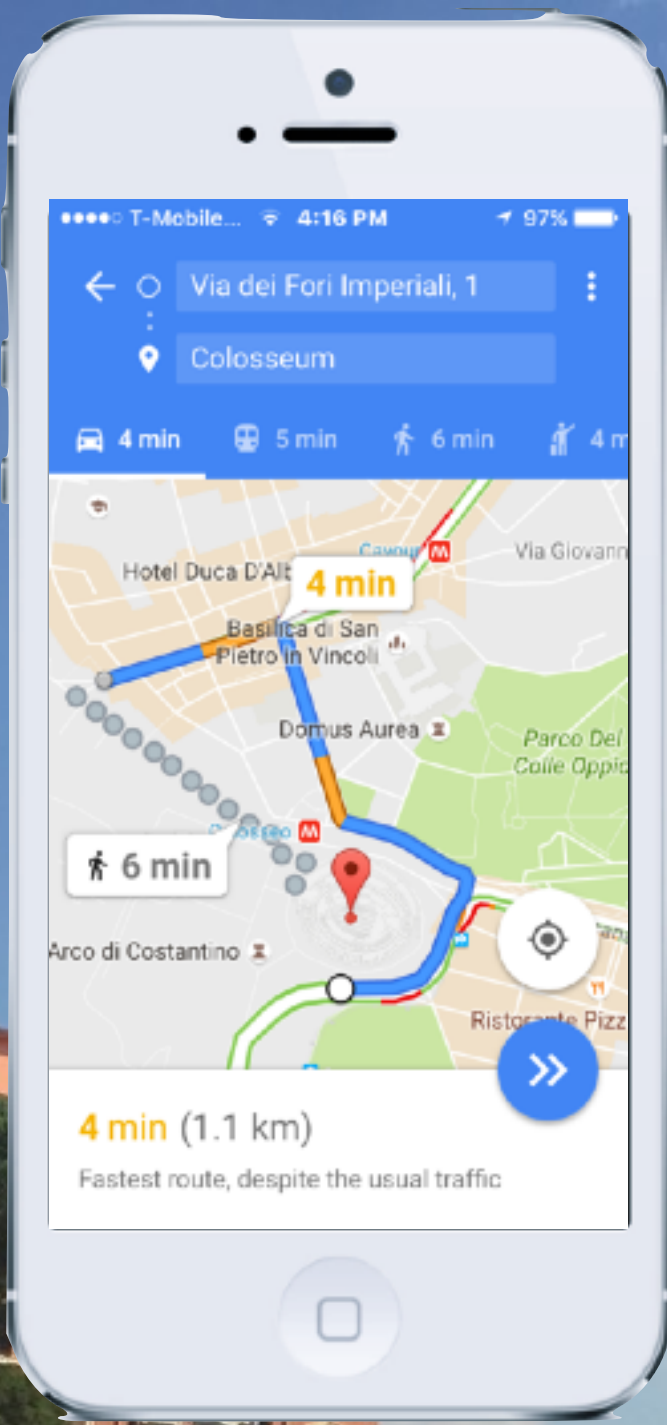 T-Mobile... 4:16 PM 97%
Via dei Fori Imperiali, 1
Colosseum
4 min 5 min 6 min 4 m
Cavour M
Via Giovann
Hotel Duca D'Alb
4 min
Basilica di San
Pietro in Vincoli
Domus Aurea
Parco Del
Colle Oppio
M
6 min
Arco di Costantino
Ristorante Pizz
4 min (1.1 km)
Fastest route, despite the usual traffic